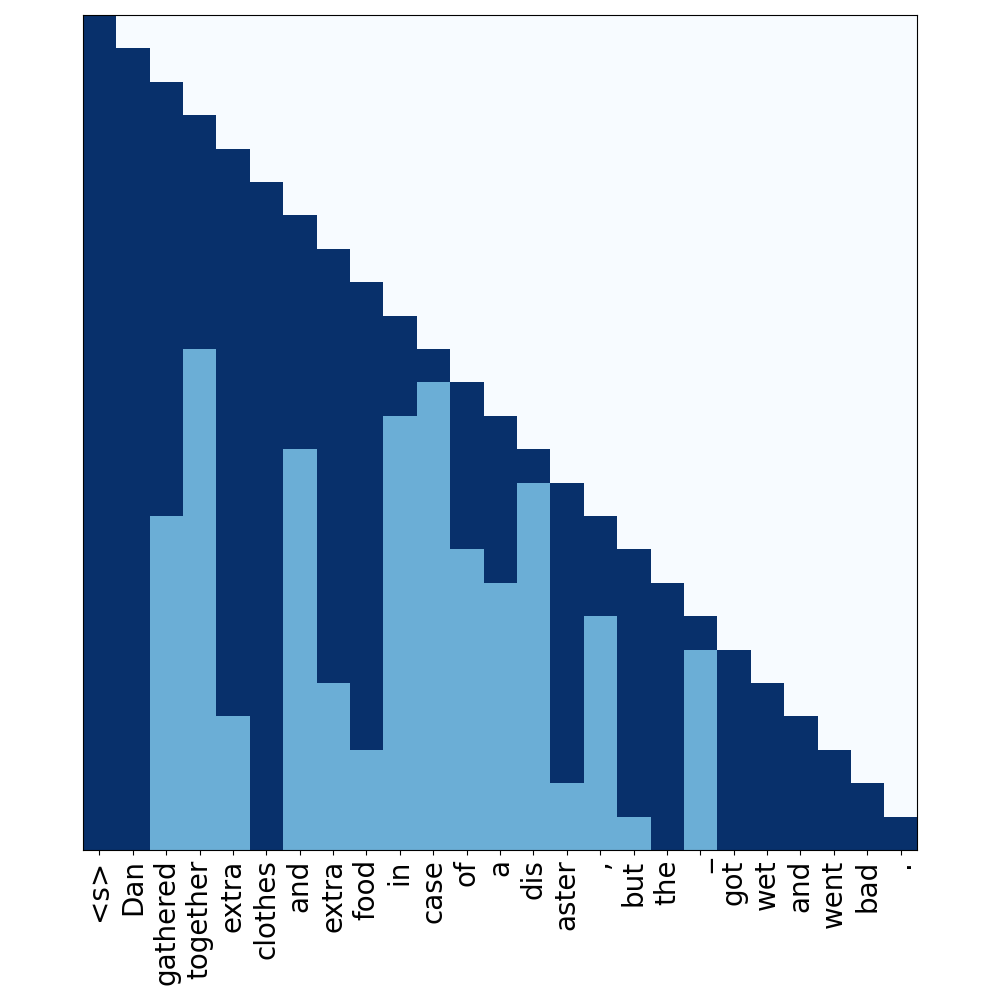 <s> Dan gathered together extra clothes and extra food in case of a dis aster , but the _ got wet and went bad .